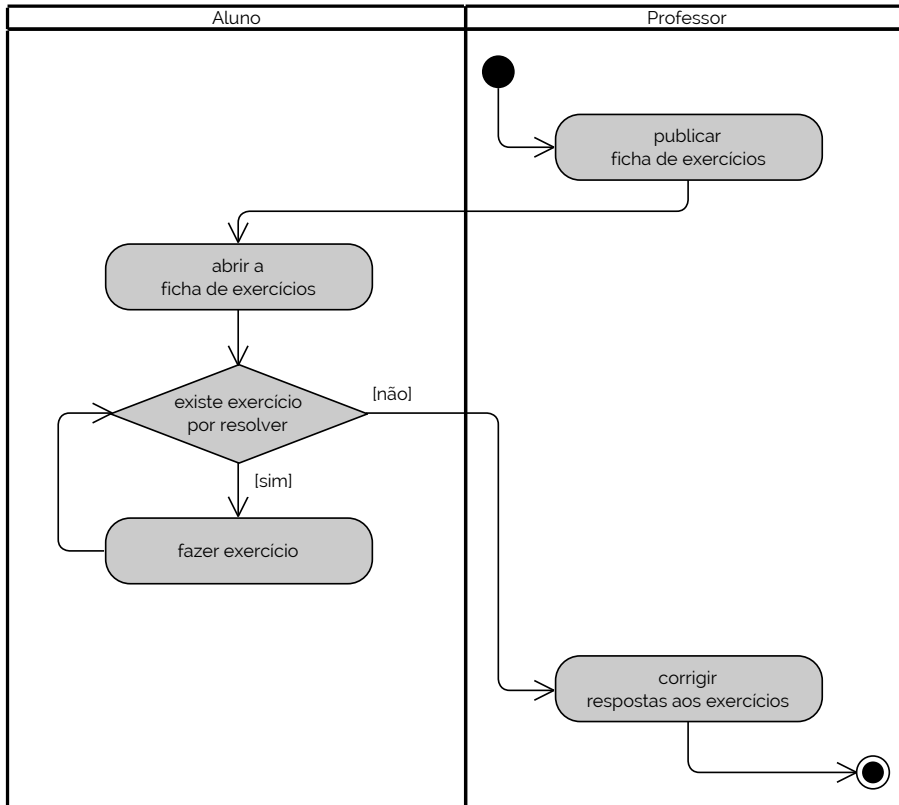 Aluno
Professor
publicar
ficha de exercícios
abrir a
ficha de exercícios
existe exercício
por resolver
[não]
[sim]
fazer exercício
corrigir
respostas aos exercícios